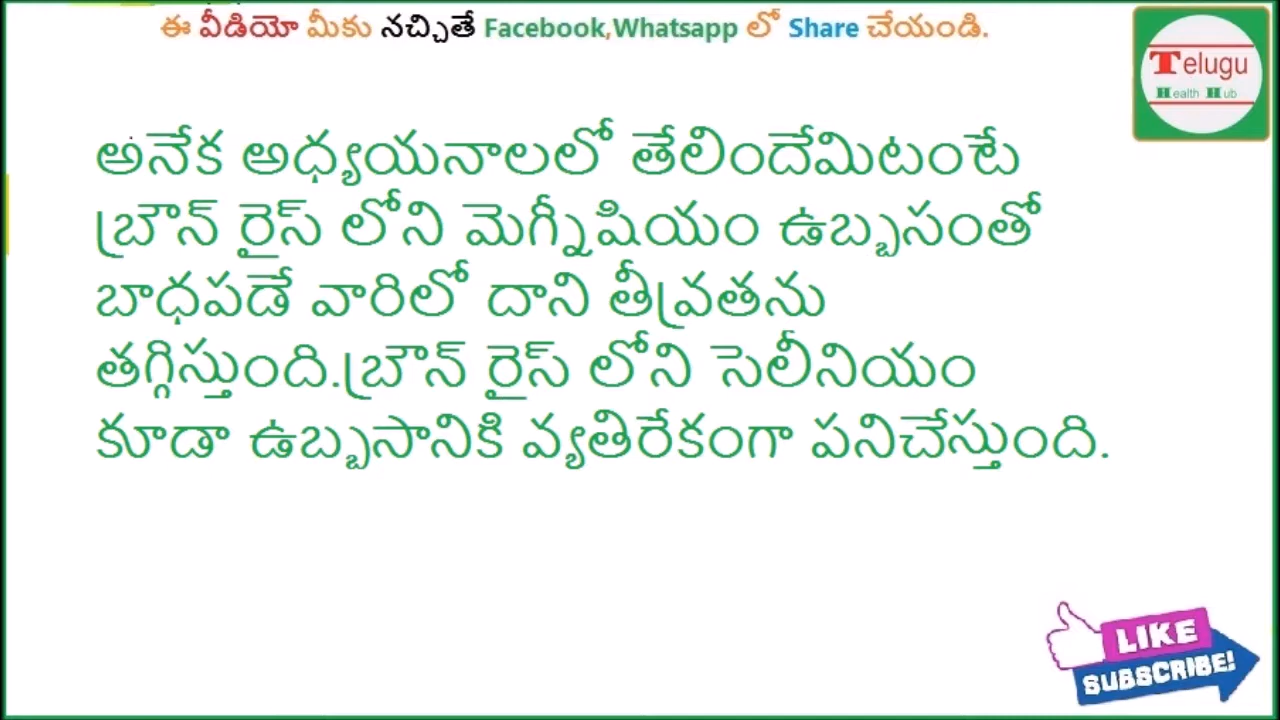 ఈ వీడియో మీకు నచ్చితే Facebook,Whatsapp లో Share చేయండి.
Telugu
Health Hub
అనేక అధ్యయనాలలో తేలిందేమిటంటే
బ్రౌన్ రైస్ లోని మెగ్నీషియం ఉబ్బసంతో
బాధపడే వారిలో దాని తీవ్రతను
తగ్గిస్తుంది.బ్రౌన్ రైస్ లోని సెలీనియం
కూడా ఉబ్బసానికి వ్యతిరేకంగా పనిచేస్తుంది.
LIKE
SUBSCRIBE!